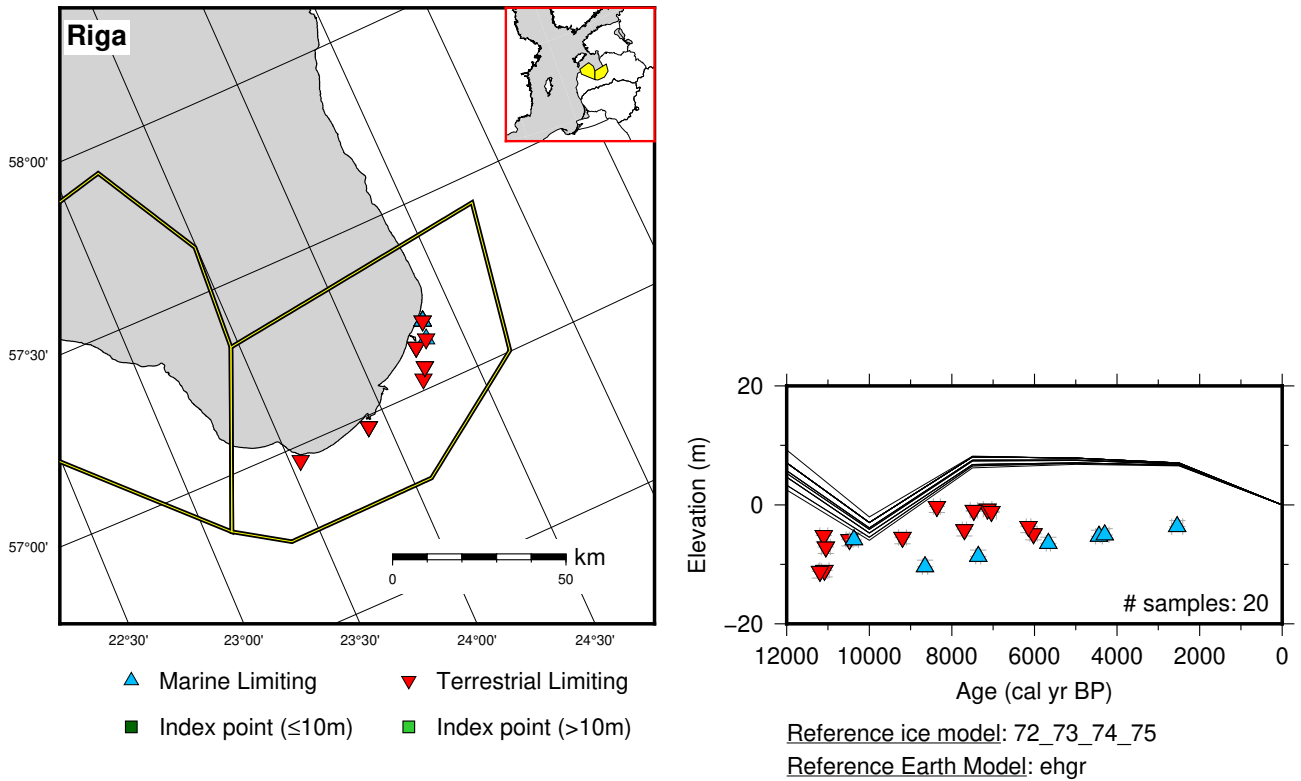 Riga
58°00'
57°30'
57°00'
22°30'
23°00'
23°30'
24°00'
24°30'
km
0
50
Marine Limiting
Terrestrial Limiting
Index point (≤10m)
Index point (>10m)
20
0
−20
Elevation (m)
# samples: 20
12000 10000 8000 6000 4000 2000 0
Age (cal yr BP)
Reference ice model: 72_73_74_75
Reference Earth Model: ehgr